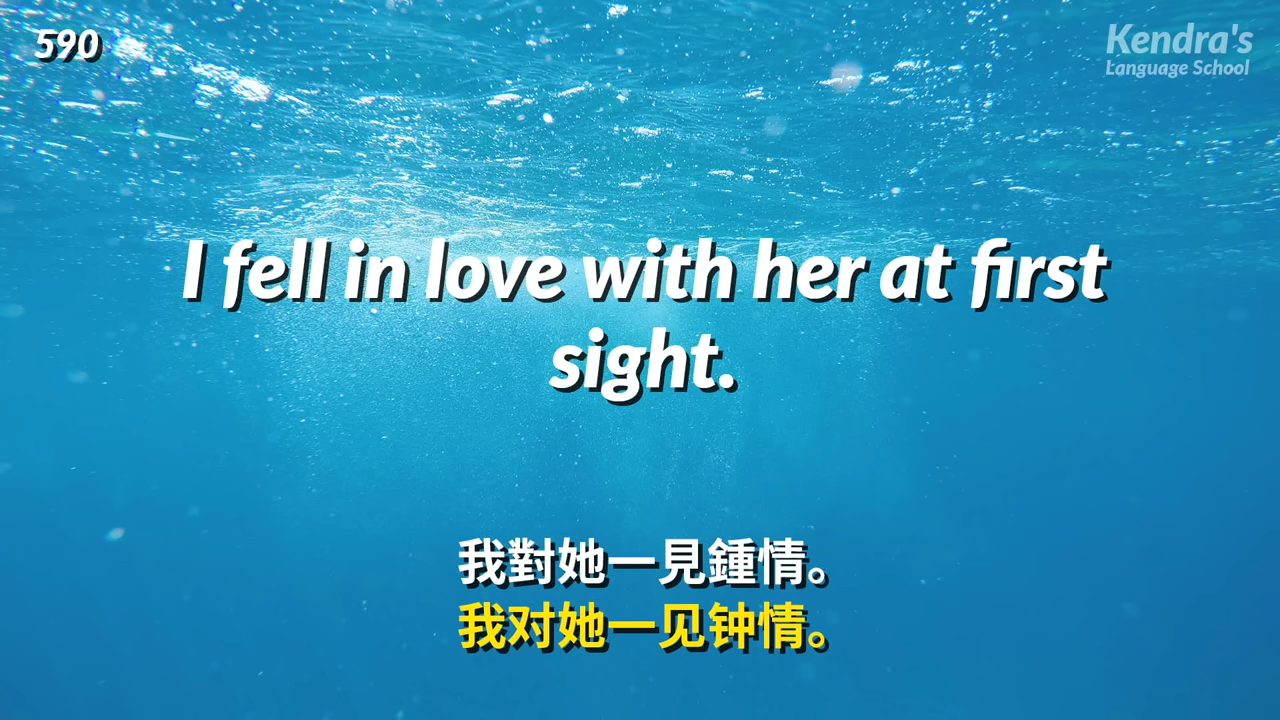 590
Kendra's
Language School
I fell in love with her at first
sight.
我對她一見鍾情。
我对她一见钟情。